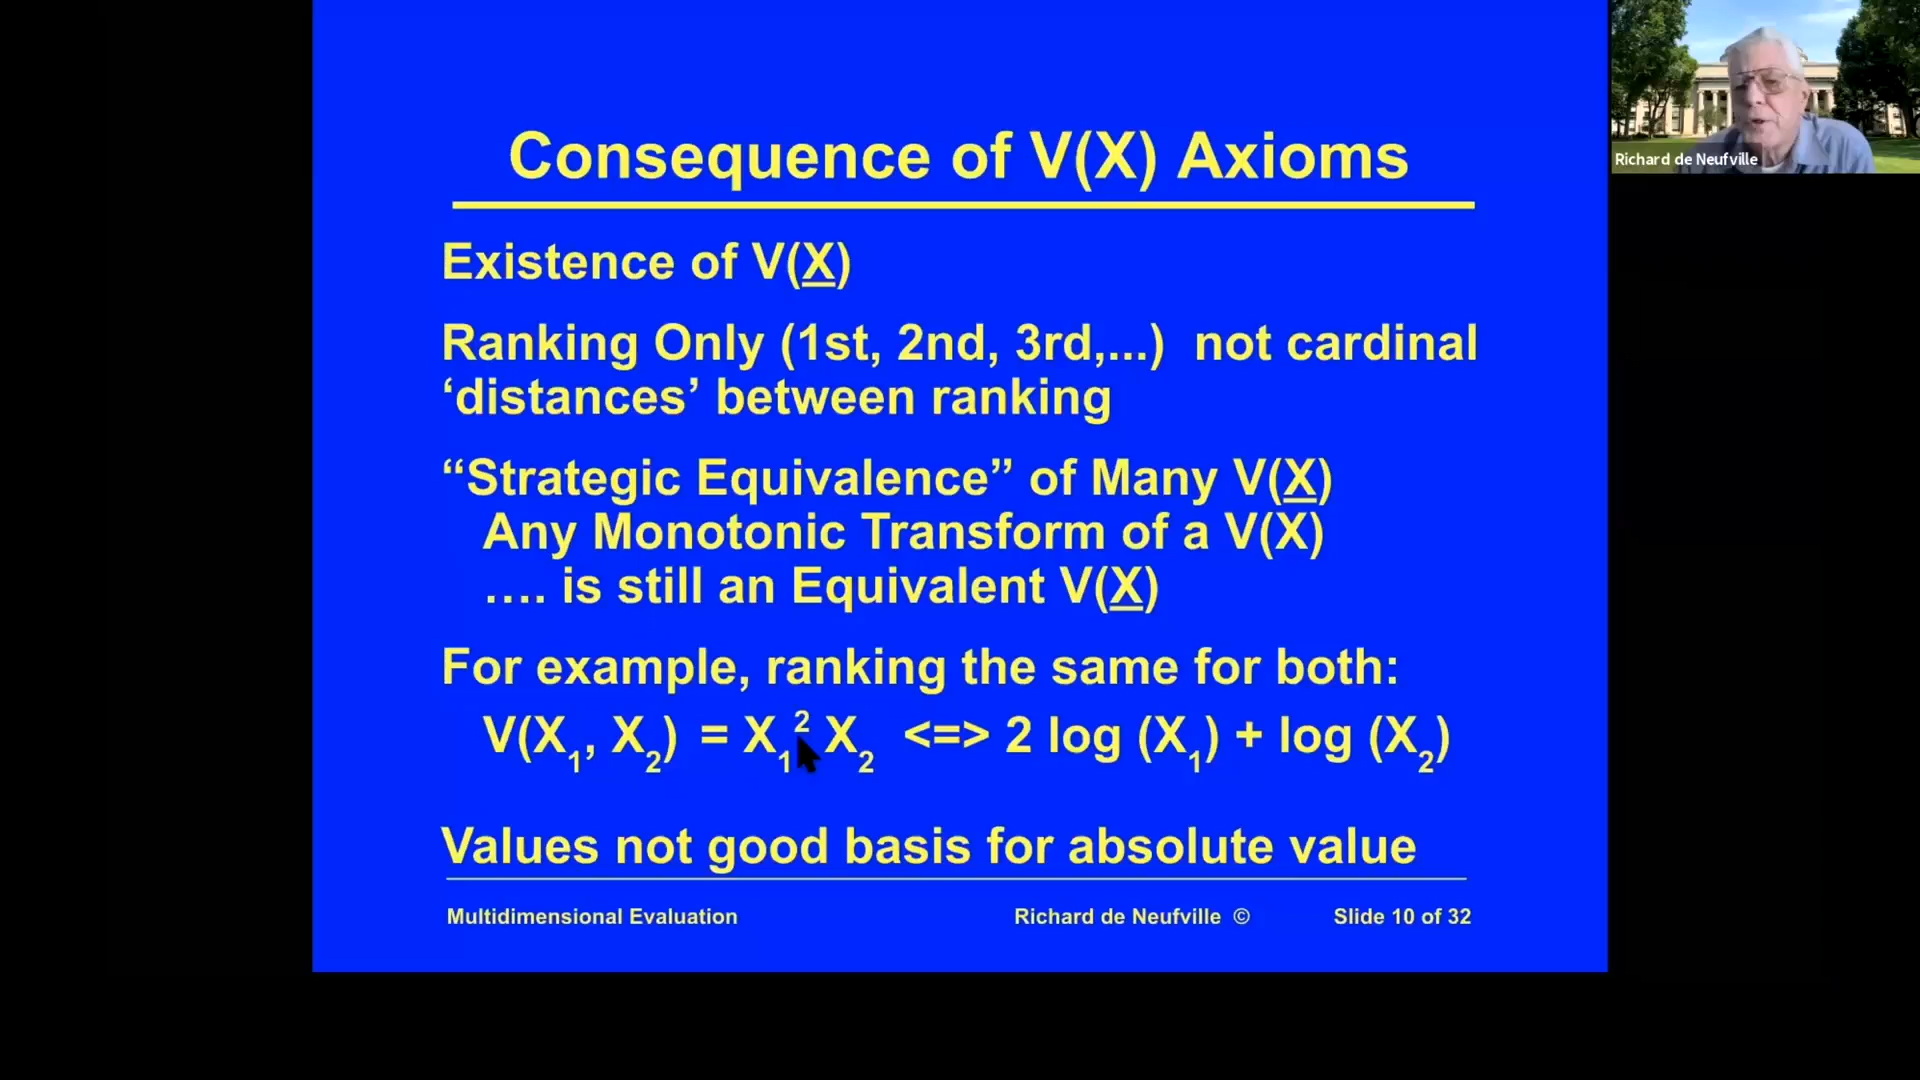 Consequence of V(X) Axioms
Richard de Neufville
Existence of V(X)
Ranking Only (1st, 2nd, 3rd,...) not cardinal
‘distances’ between ranking
“Strategic Equivalence” of Many V(X)
Any Monotonic Transform of a V(X)
.... is still an Equivalent V(X)
For example, ranking the same for both:
V(X₁, X₂) = X₁² X₂ <=> 2 log (X₁) + log (X₂)
Values not good basis for absolute value
Multidimensional Evaluation Richard de Neufville © Slide 10 of 32